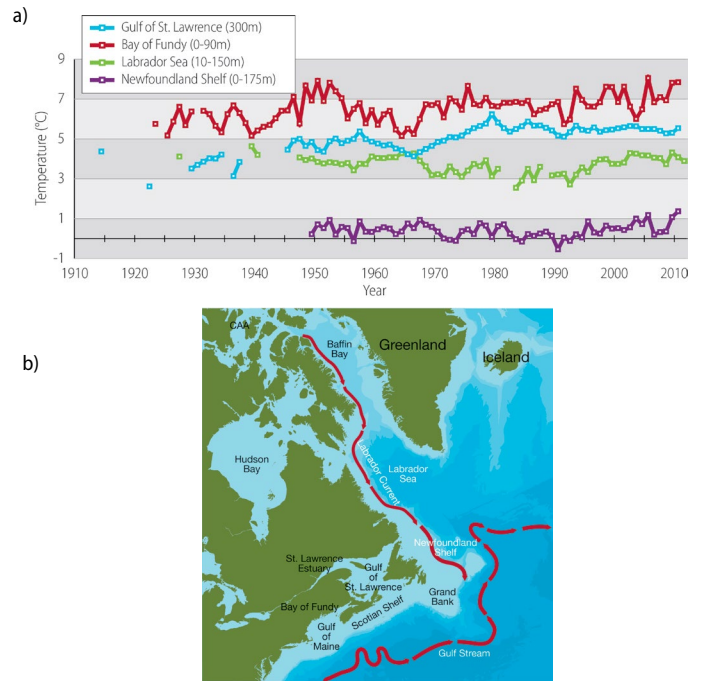 a)
Gulf of St. Lawrence (300m)
Bay of Fundy (0-90m)
Labrador Sea (10-150m)
Newfoundland Shelf (0-175m)
9
7
5
3
1
-1
Temperature (°C)
1910 1920 1930 1940 1950 1960 1970 1980 1990 2000 2010
Year
b)
CAA
Baffin
Bay
Greenland
Iceland
Hudson
Bay
Labrador Current
Labrador
Sea
Newfoundland
Shelf
St. Lawrence
Estuary
Gulf
of
St. Lawrence
Grand
Bank
Bay of Fundy
Scotian Shelf
Gulf
of
Maine
Gulf Stream